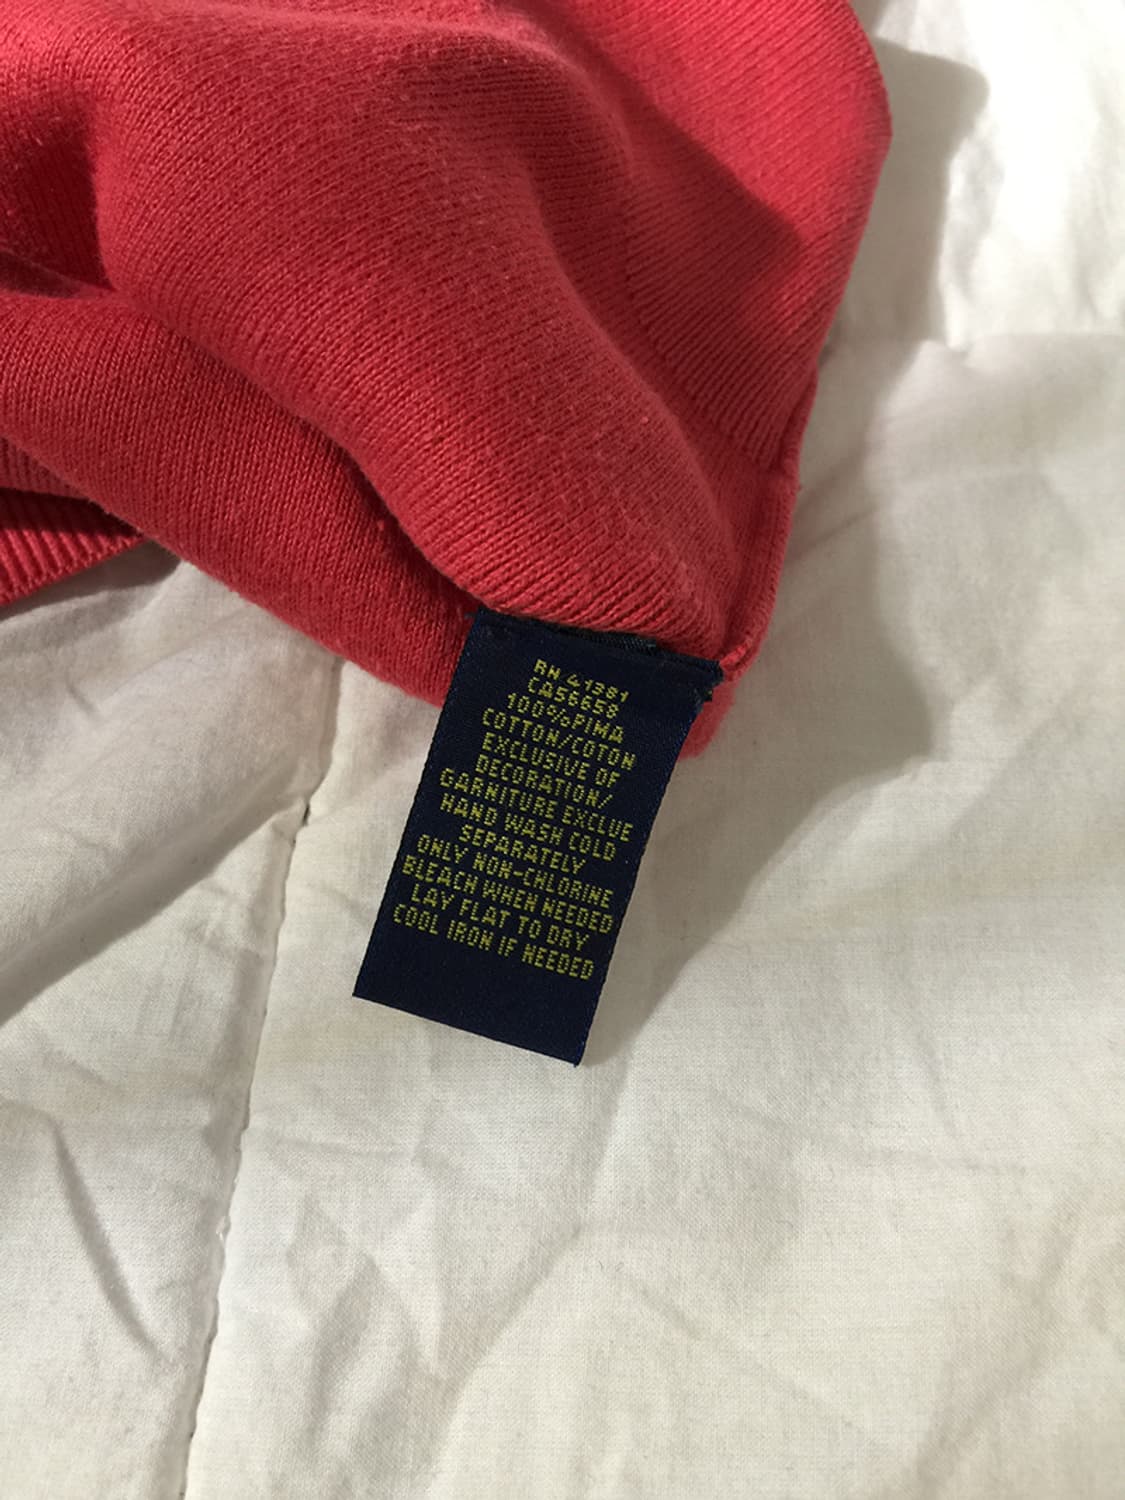 RN 41381
CA56658
100%PIMA
COTTON/COTON
EXCLUSIVE OF
DECORATION/
GARNITURE EXCLUE
HAND WASH COLD
SEPARATELY
ONLY NON-CHLORINE
BLEACH WHEN NEEDED
LAY FLAT TO DRY
COOL IRON IF NEEDED